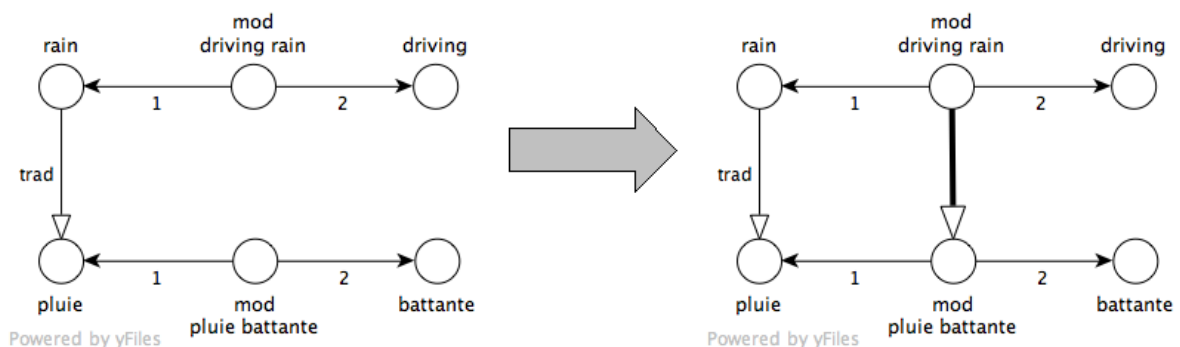 mod
rain driving rain driving
1 2
trad
1 2
pluie mod battante
pluie battante
Powered by yFiles
mod
rain driving rain driving
1 2
trad
1 2
pluie mod battante
pluie battante
Powered by yFiles